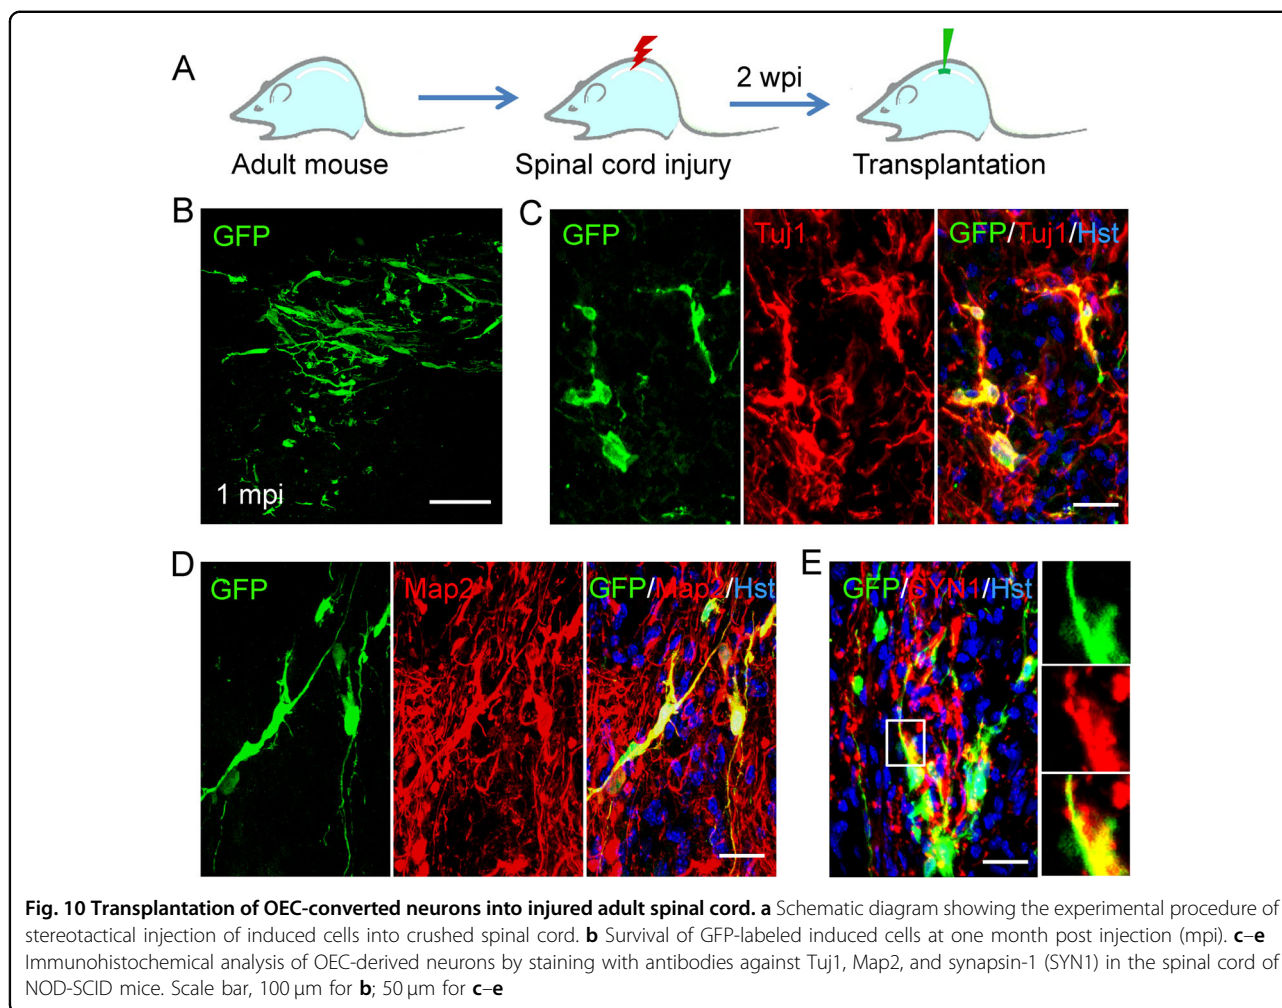 A
2 wpi
Adult mouse
Spinal cord injury
Transplantation
B
GFP
1 mpi
C
GFP
Tuj1
GFP/Tuj1/Hst
D
GFP
Map2
GFP/Map2/Hst
E
GFP/SYN1/Hst
Fig. 10 Transplantation of OEC-converted neurons into injured adult spinal cord. a Schematic diagram showing the experimental procedure of
stereotactical injection of induced cells into crushed spinal cord. b Survival of GFP-labeled induced cells at one month post injection (mpi). c–e
Immunohistochemical analysis of OEC-derived neurons by staining with antibodies against Tuj1, Map2, and synapsin-1 (SYN1) in the spinal cord of
NOD-SCID mice. Scale bar, 100 μm for b; 50 μm for c–e